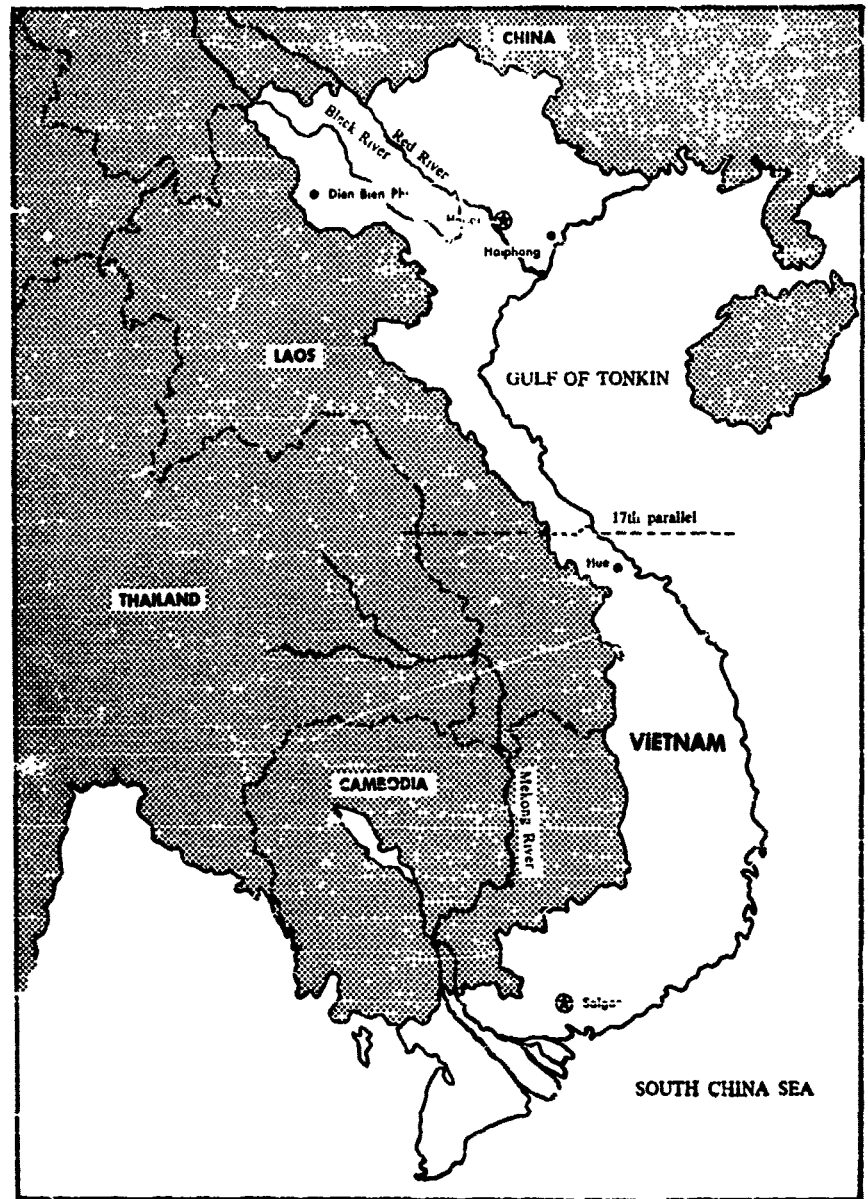 CHINA
Black River
Red River
Dien Bien Ph
Haiphong
LAOS
GULF OF TONKIN
17th parallel
Hue
THAILAND
VIETNAM
CAMBODIA
Mekong River
Saigon
SOUTH CHINA SEA